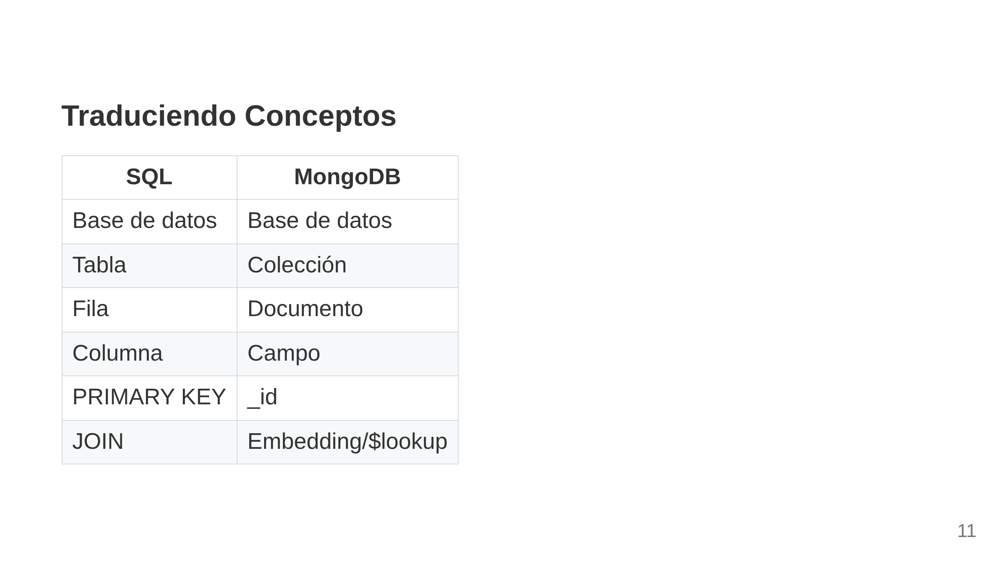 Traduciendo Conceptos
SQL MongoDB
Base de datos Base de datos
Tabla Colección
Fila Documento
Columna Campo
PRIMARY KEY _id
JOIN Embedding/$lookup
11